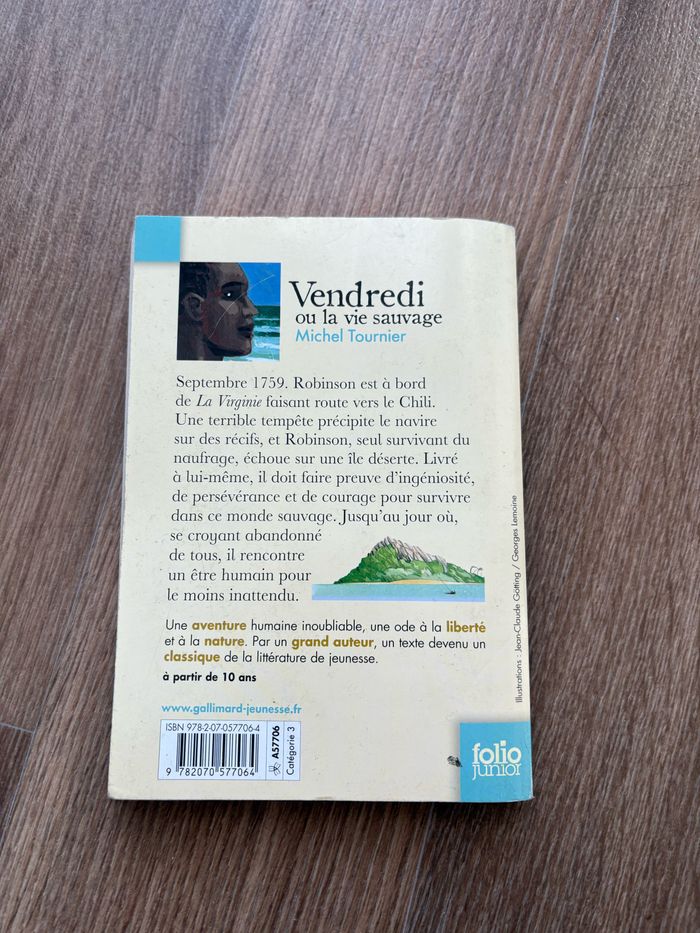 Vendredi
ou la vie sauvage
Michel Tournier
Septembre 1759. Robinson est à bord
de La Virginie faisant route vers le Chili.
Une terrible tempête précipite le navire
sur des récifs, et Robinson, seul survivant du
naufrage, échoue sur une île déserte. Livré
à lui-même, il doit faire preuve d'ingéniosité,
de persévérance et de courage pour survivre
dans ce monde sauvage. Jusqu'au jour où,
se croyant abandonné
de tous, il rencontre
un être humain pour
le moins inattendu.
Une aventure humaine inoubliable, une ode à la liberté
et à la nature. Par un grand auteur, un texte devenu un
classique de la littérature de jeunesse.
à partir de 10 ans
www.gallimard-jeunesse.fr
ISBN 978-2-07-057706-4
9 782070 577064
A57706
Catégorie 3
Illustrations : Jean-Claude Götting / Georges Lemoine
folio
junior